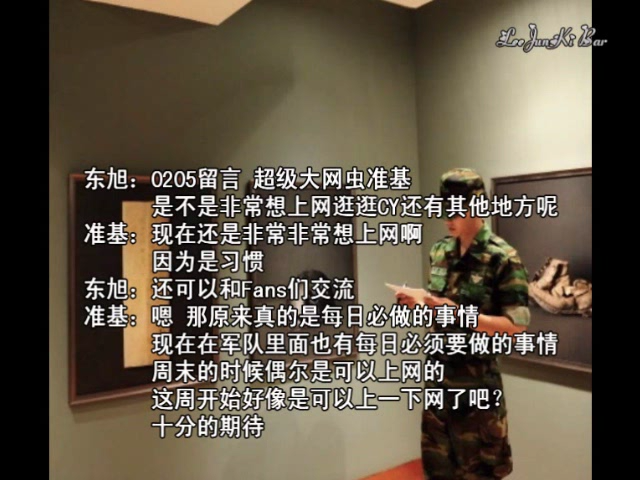 Lee JunKi Bar
东旭：0205留言 超级大网虫准基
是不是非常想上网逛逛CY还有其他地方呢
准基：现在还是非常非常想上网啊
因为是习惯
东旭：还可以和Fans们交流
准基：嗯 那原来真的是每日必做的事情
现在在军队里面也有每日必须要做的事情
周末的时候偶尔是可以上网的
这周开始好像是可以上一下网了吧？
十分的期待